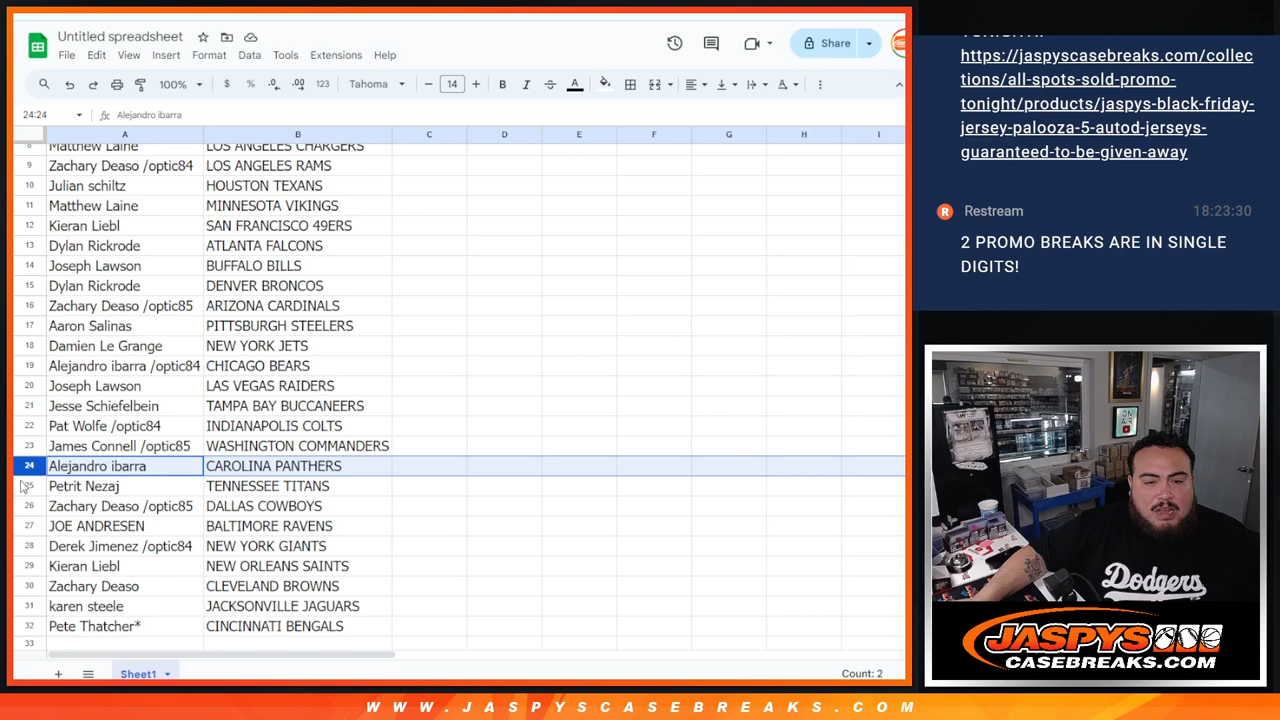 Untitled spreadsheet
File Edit View Insert Format Data Tools Extensions Help
Share
100% $ % .0 .00 123 Tahoma 14 B I A
24:24 fx Alejandro ibarra
A B C D E F G H I
8 Matthew Laine LOS ANGELES CHARGERS
9 Zachary Deaso /optic84 LOS ANGELES RAMS
10 Julian schiltz HOUSTON TEXANS
11 Matthew Laine MINNESOTA VIKINGS
12 Kieran Liebl SAN FRANCISCO 49ERS
13 Dylan Rickrode ATLANTA FALCONS
14 Joseph Lawson BUFFALO BILLS
15 Dylan Rickrode DENVER BRONCOS
16 Zachary Deaso /optic85 ARIZONA CARDINALS
17 Aaron Salinas PITTSBURGH STEELERS
18 Damien Le Grange NEW YORK JETS
19 Alejandro ibarra /optic84 CHICAGO BEARS
20 Joseph Lawson LAS VEGAS RAIDERS
21 Jesse Schiefelbein TAMPA BAY BUCCANEERS
22 Pat Wolfe /optic84 INDIANAPOLIS COLTS
23 James Connell /optic85 WASHINGTON COMMANDERS
24 Alejandro ibarra CAROLINA PANTHERS
25 Petrit Nezaj TENNESSEE TITANS
26 Zachary Deaso /optic85 DALLAS COWBOYS
27 JOE ANDRESEN BALTIMORE RAVENS
28 Derek Jimenez /optic84 NEW YORK GIANTS
29 Kieran Liebl NEW ORLEANS SAINTS
30 Zachary Deaso CLEVELAND BROWNS
31 karen steele JACKSONVILLE JAGUARS
32 Pete Thatcher* CINCINNATI BENGALS
33
Sheet1 Count: 2
TONIGHT!
https://jaspyscasebreaks.com/collec
tions/all-spots-sold-promo-
tonight/products/jaspys-black-friday-
jersey-palooza-5-autod-jerseys-
guaranteed-to-be-given-away
R Restream 18:23:30
2 PROMO BREAKS ARE IN SINGLE
DIGITS!
ON
AIR
Dodgers
JASPYS
CASEBREAKS.COM
WWW.JASPYSCASEBREAKS.COM